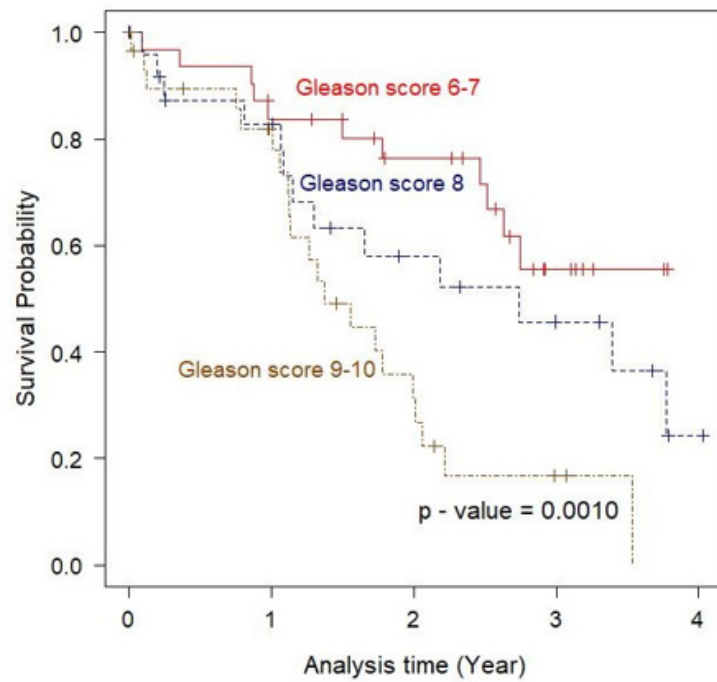 1.0
0.8
0.6
0.4
0.2
0.0
Survival Probability
Gleason score 6-7
Gleason score 8
Gleason score 9-10
p - value = 0.0010
0 1 2 3 4
Analysis time (Year)